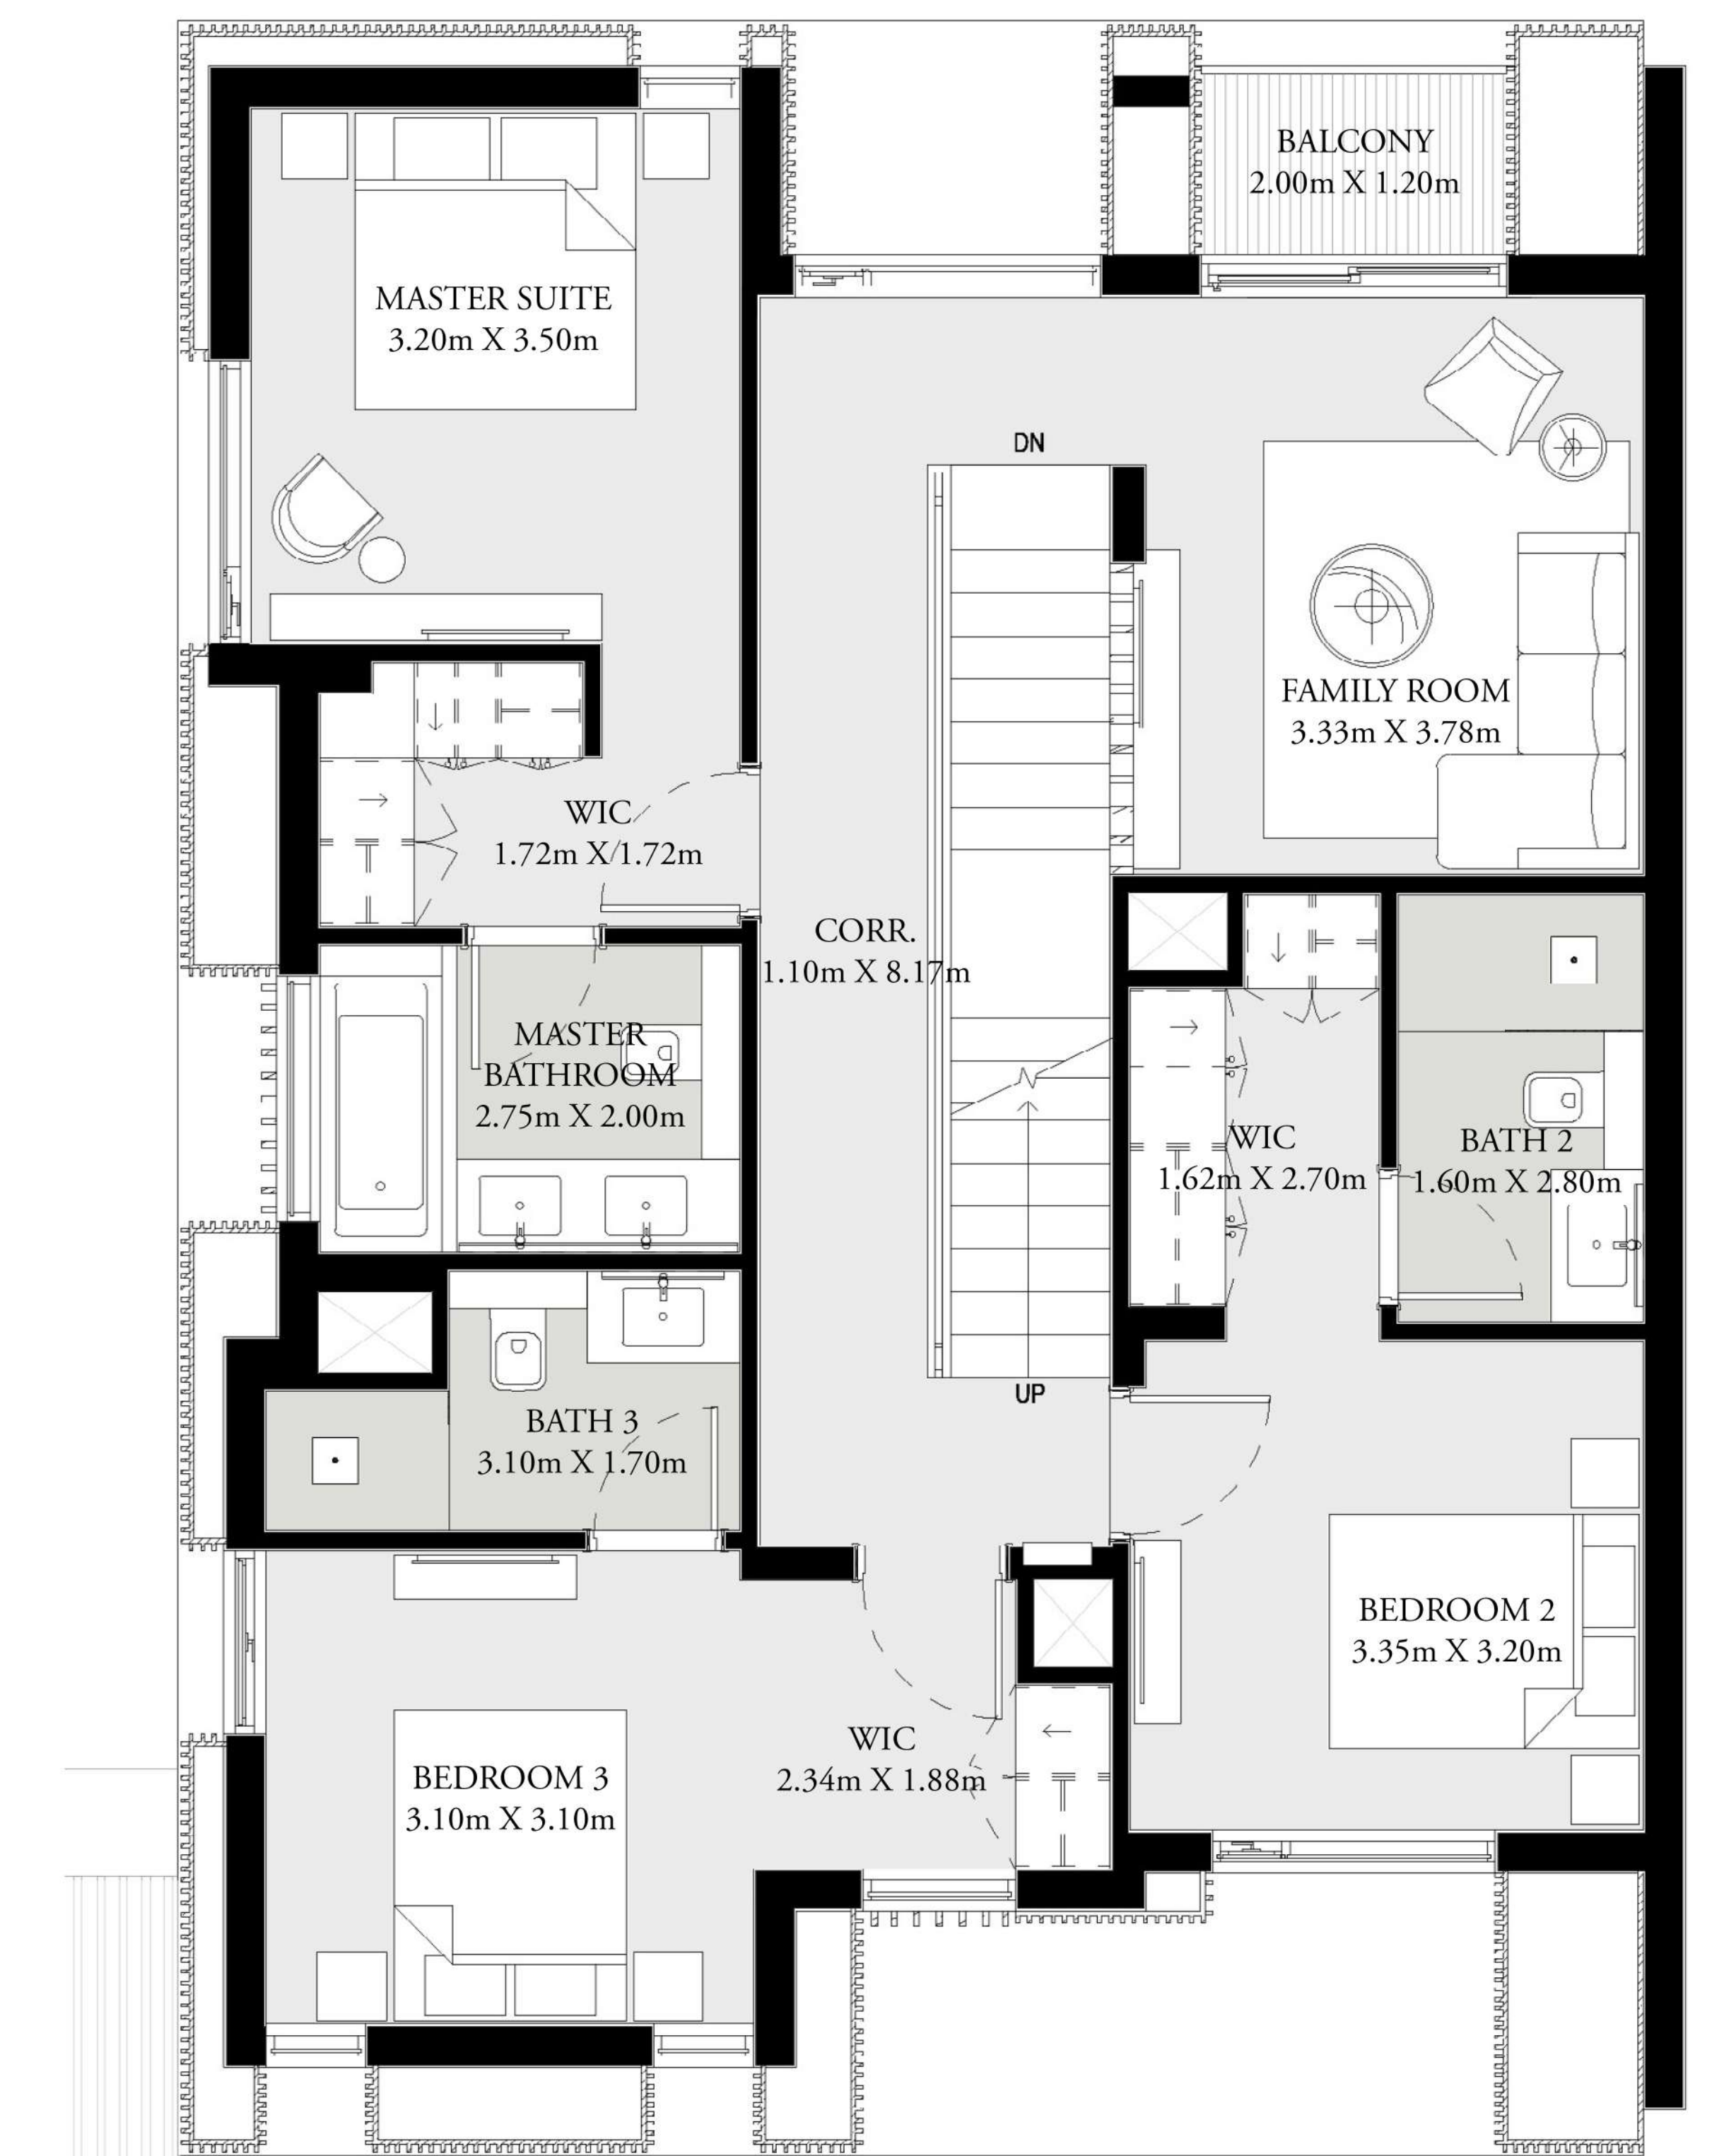 BALCONY
2.00m X 1.20m
MASTER SUITE
3.20m X 3.50m
DN
FAMILY ROOM
3.33m X 3.78m
WIC
1.72m X 1.72m
CORR.
1.10m X 8.17m
MASTER
BATHROOM
2.75m X 2.00m
WIC
1.62m X 2.70m
BATH 2
1.60m X 2.80m
UP
BATH 3
3.10m X 1.70m
BEDROOM 2
3.35m X 3.20m
WIC
2.34m X 1.88m
BEDROOM 3
3.10m X 3.10m